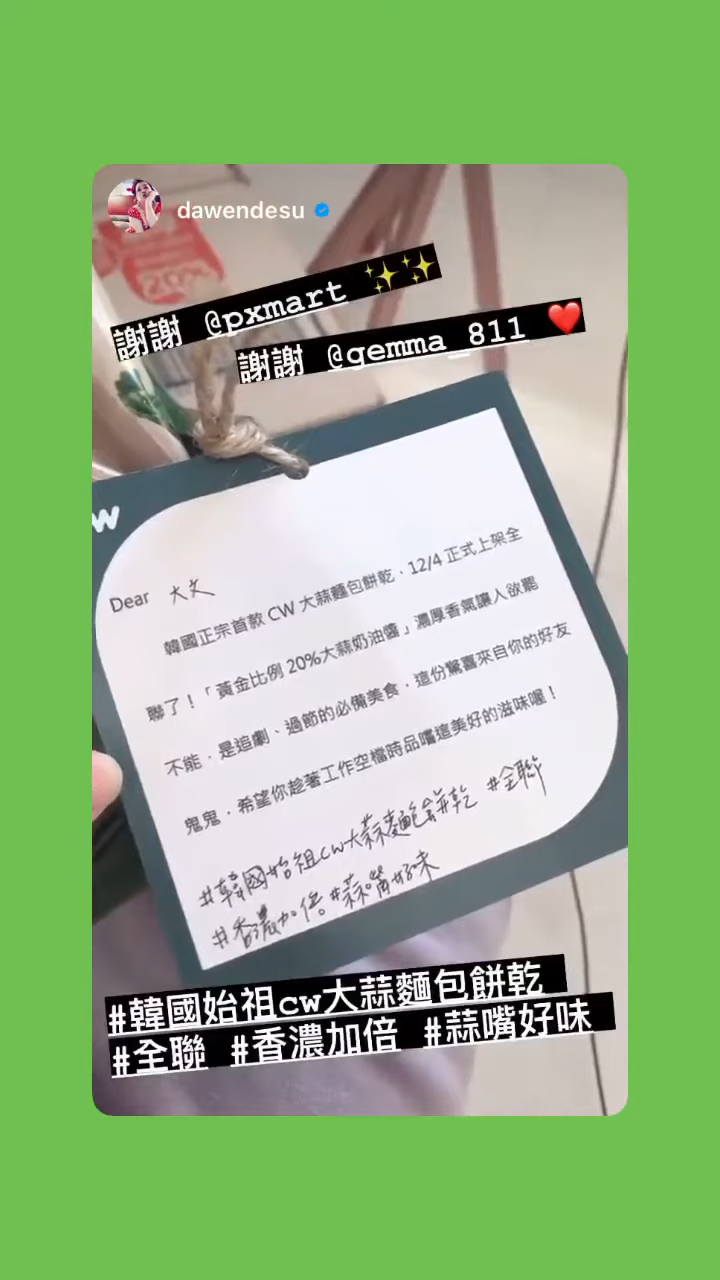 dawendesu
20%
謝謝 @pxmart ✨✨
謝謝 @gemma_811 ❤️
w
Dear 大文
韓國正宗首款 CW 大蒜麵包餅乾，12/4 正式上架全
聯了！「黃金比例 20%大蒜奶油醬」濃厚香氣讓人欲罷
不能，是追劇、過節的必備美食，這份驚喜來自你的好友
鬼鬼，希望你趁著工作空檔時品嚐這美好的滋味喔！
#韓國始祖cw大蒜麵包餅乾 #全聯
#香濃加倍 #蒜嘴好味
#韓國始祖cw大蒜麵包餅乾
#全聯 #香濃加倍 #蒜嘴好味